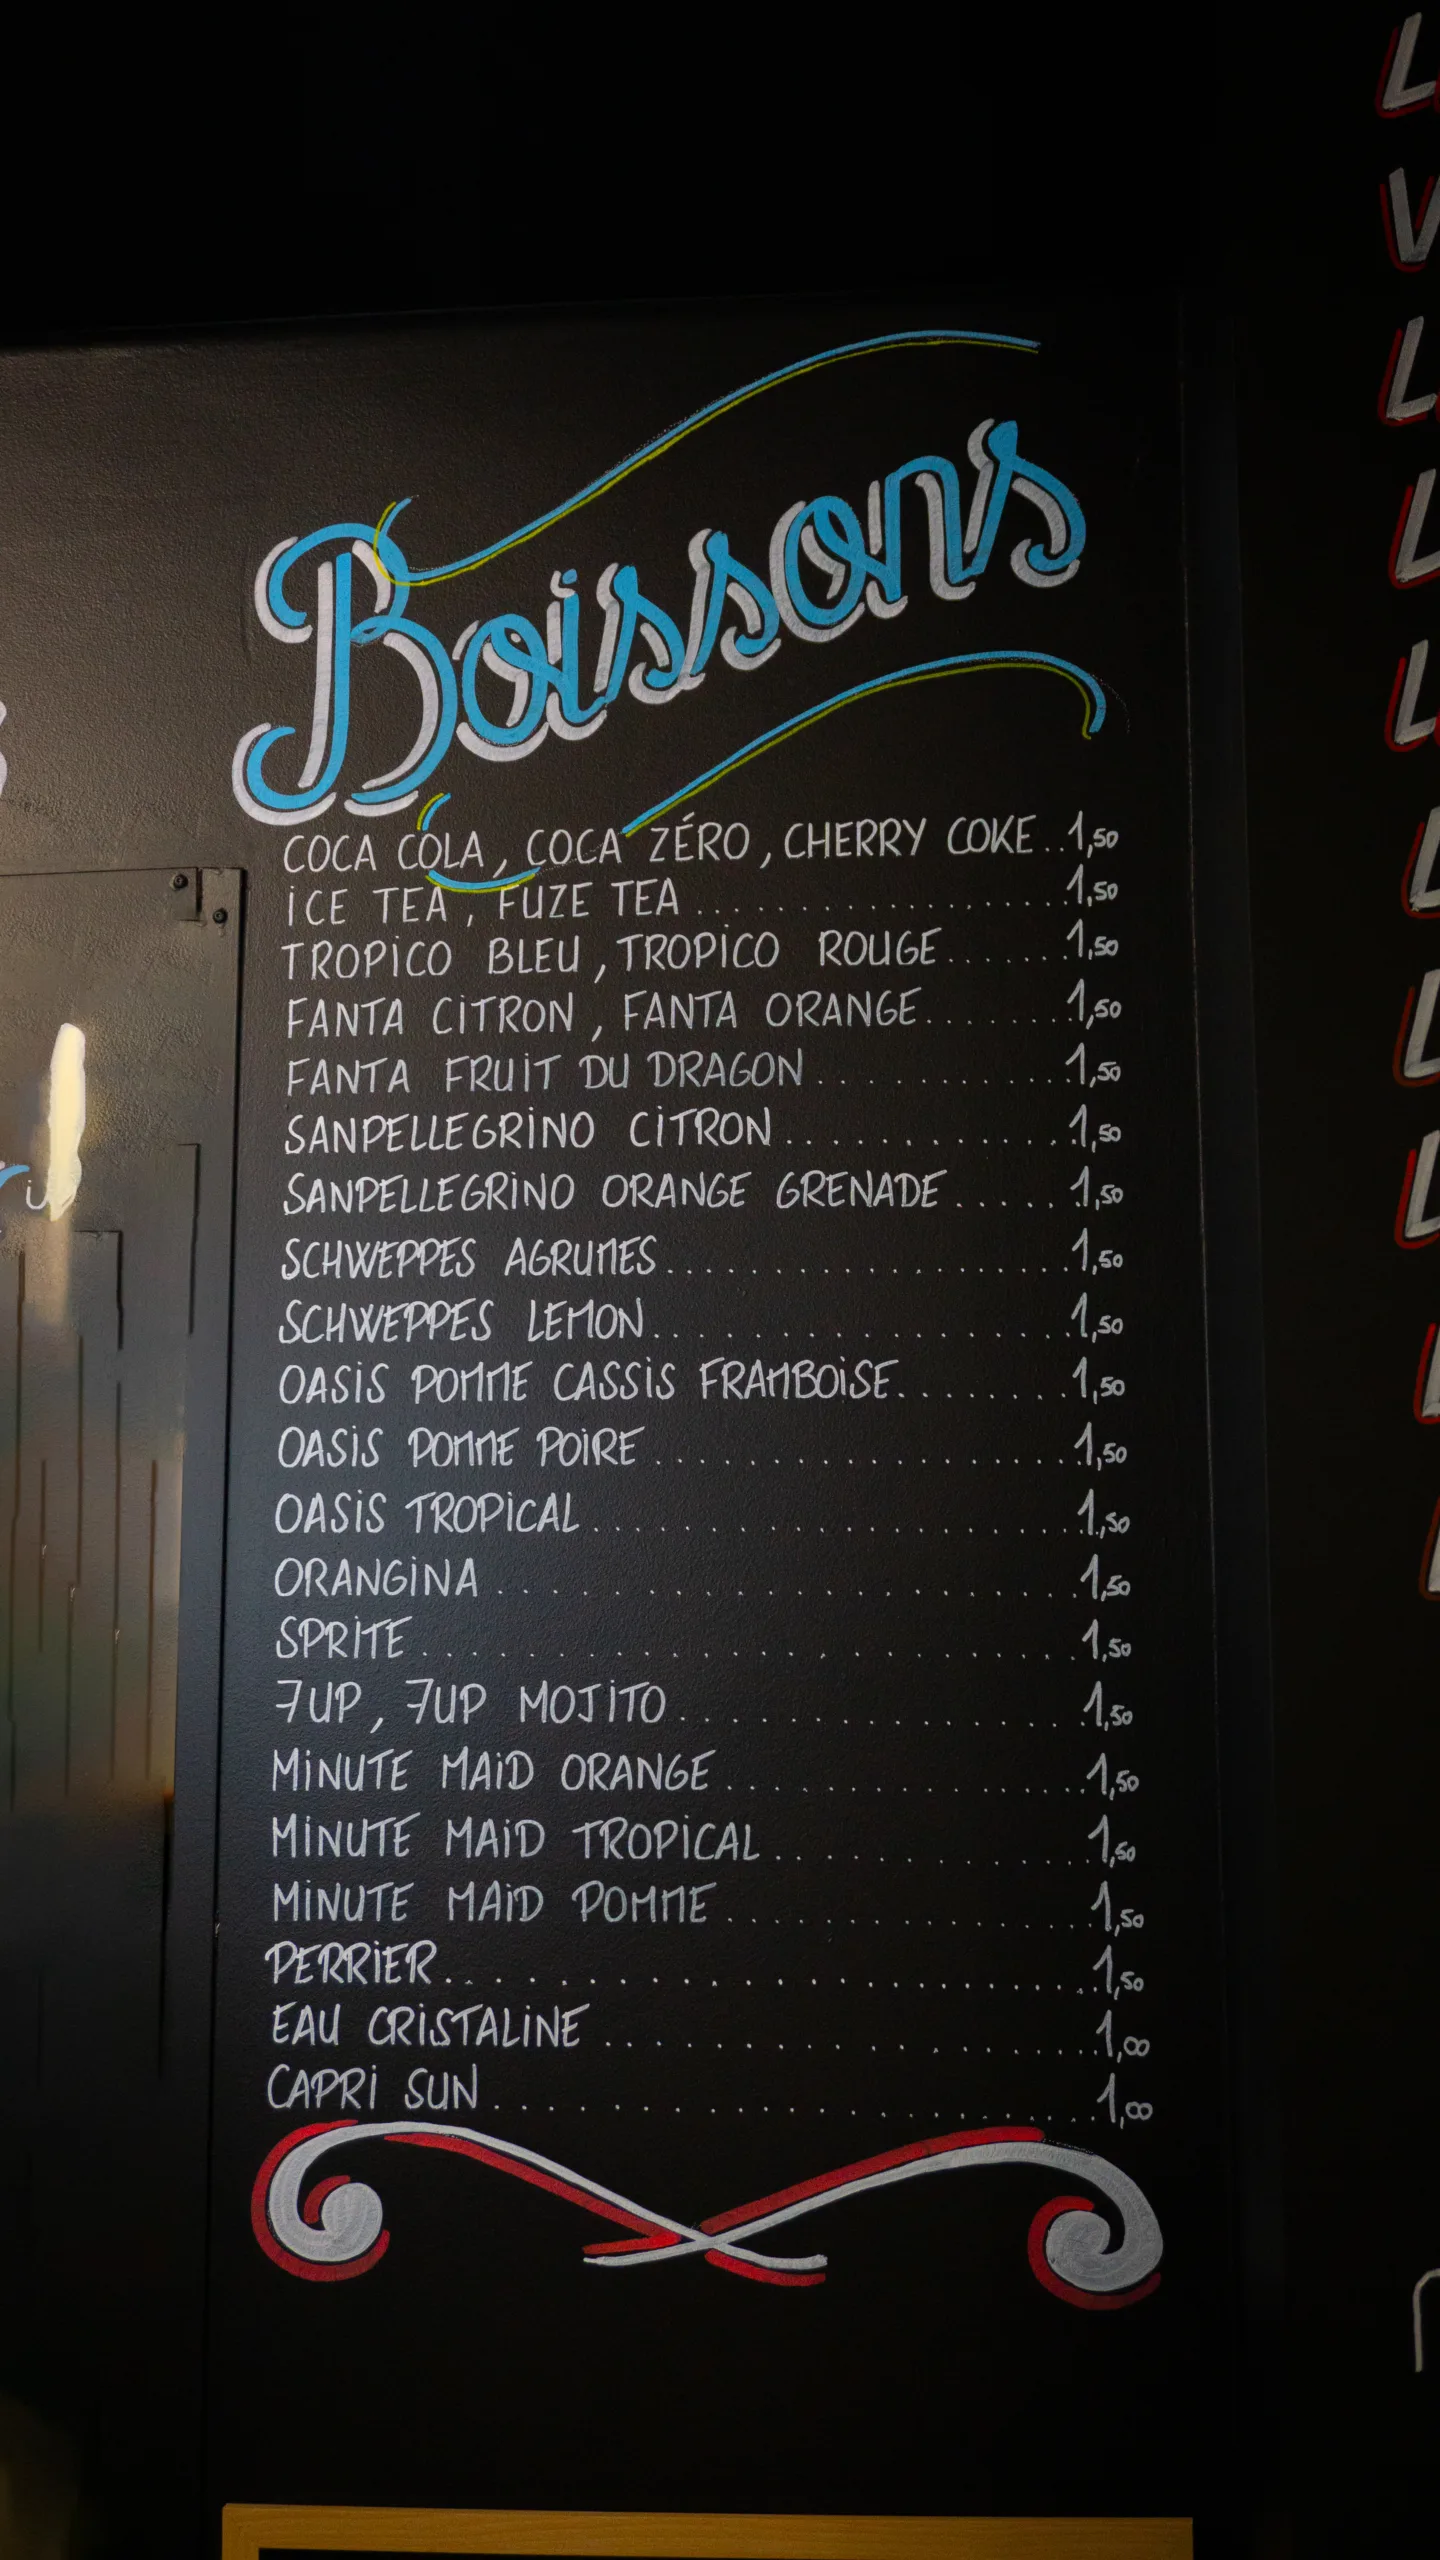 Boissons
COCA COLA, COCA ZÉRO, CHERRY COKE..1,50
ICE TEA, FUZE TEA....................1,50
TROPICO BLEU, TROPICO ROUGE.......1,50
FANTA CITRON, FANTA ORANGE........1,50
FANTA FRUIT DU DRAGON............1,50
SANPELLEGRINO CITRON.............1,50
SANPELLEGRINO ORANGE GRENADE.....1,50
SCHWEPPES AGRUMES..................1,50
SCHWEPPES LEMON...................1,50
OASIS POMME CASSIS FRAMBOISE.......1,50
OASIS POMME POIRE..................1,50
OASIS TROPICAL....................1,50
ORANGINA.....................1,50
SPRITE........................1,50
7UP, 7UP MOJITO...............1,50
MINUTE MAID ORANGE.............1,50
MINUTE MAID TROPICAL...........1,50
MINUTE MAID POMME..............1,50
PERRIER.......................1,50
EAU CRISTALINE..................1,00
CAPRI SUN......................1,00